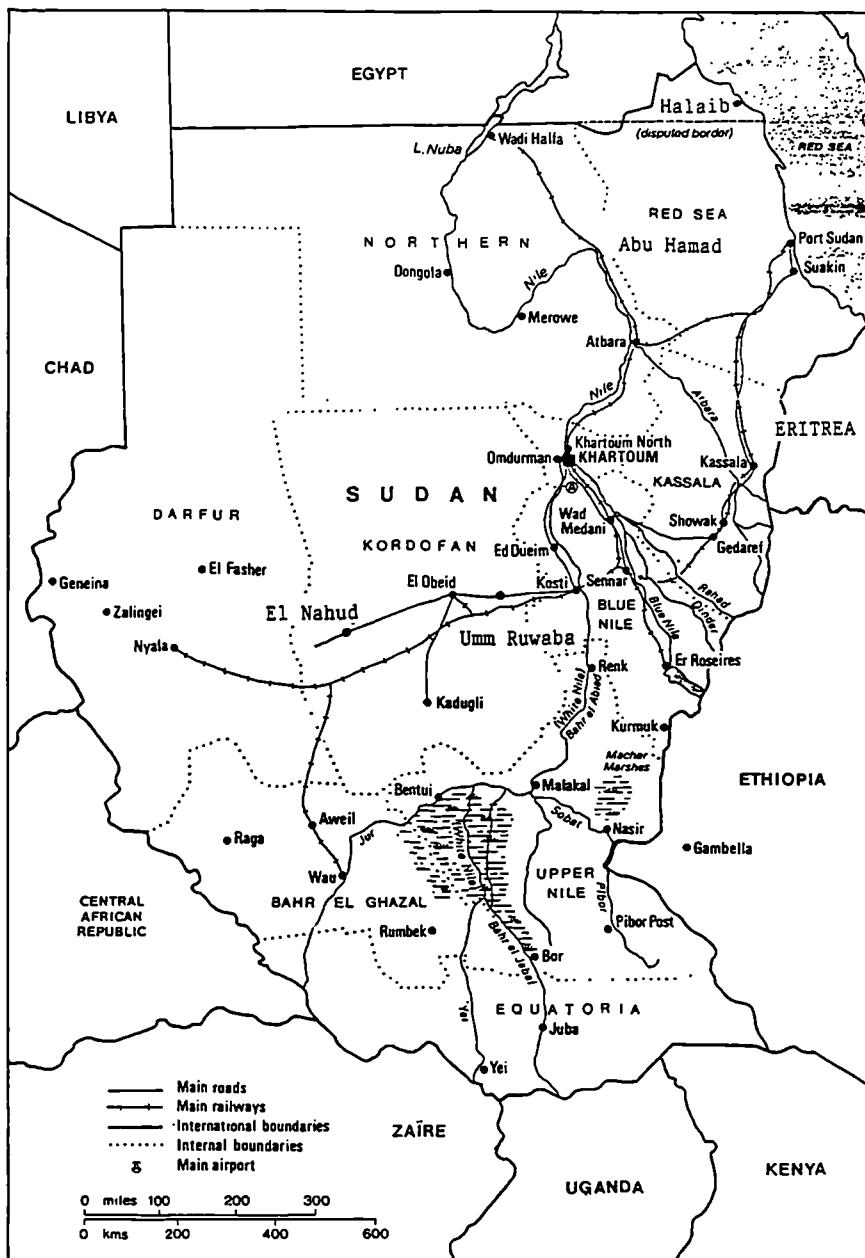 EGYPT
LIBYA
Halaib
(disputed border)
RED SEA
L. Nuba
Wadi Halfa
RED SEA
NORTHERN
Abu Hamad
Port Sudan
Dongola
Nile
Suakin
Merowe
Atbara
CHAD
Nile
Atbara
ERITREA
Khartoum North
Omdurman
KHARTOUM
Kassala
KASSALA
SUDAN
DARFUR
Wad
Medani
Showak
KORDOFAN
Ed Dueim
Gedaref
El Fasher
Geneina
El Obeid
Kosti
Sennar
Rahad
Zalingei
El Nahud
BLUE
NILE
Blue Nile
Dinder
Nyala
Umm Ruwaba
Renk
Er Roseires
Kadugli
(White Nile)
Bahr el Abied
Kurmuk
Machar
Marshes
ETHIOPIA
Bentui
Malakal
Sobat
Aweil
Nasir
Raga
Jur
(White Nile)
Gambella
Wau
UPPER
NILE
Pibor
CENTRAL
AFRICAN
REPUBLIC
BAHR EL GHAZAL
Rumbek
Pibor Post
Bahr el Jebel
Bor
EQUATORIA
Yei
Juba
Yei
Main roads
Main railways
International boundaries
Internal boundaries
Main airport
ZAÏRE
UGANDA
KENYA
0 miles 100 200 300
0 kms 200 400 600